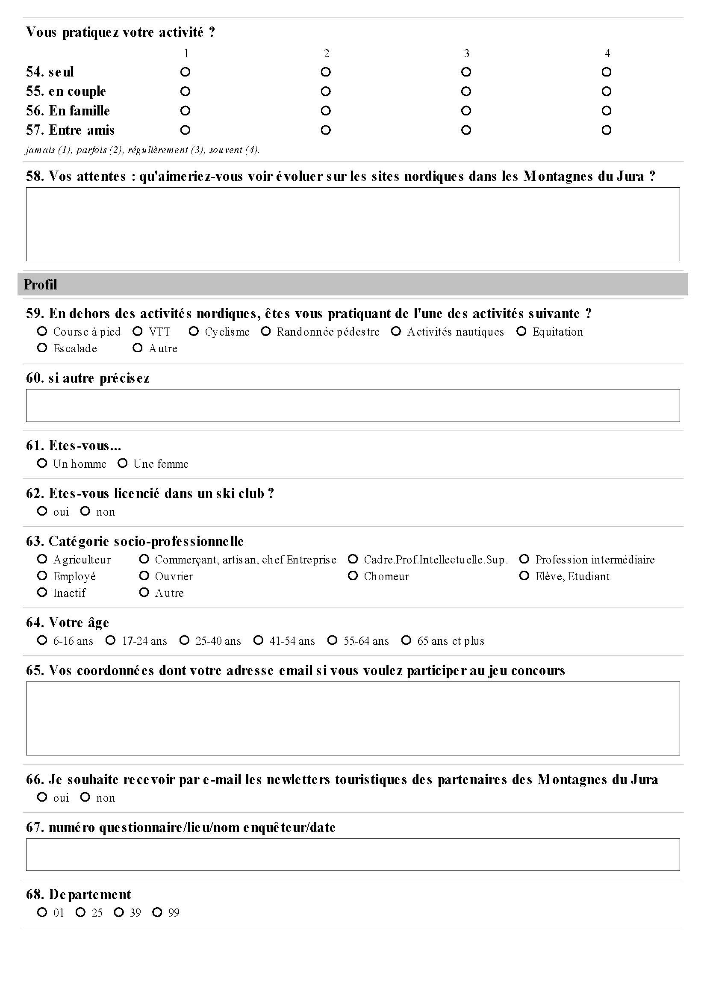 Vous pratiquez votre activité ?
1 2 3 4
54. seul
55. en couple
56. En famille
57. Entre amis
jamais (1), parfois (2), régulièrement (3), souvent (4).
58. Vos attentes : qu'aimeriez-vous voir évoluer sur les sites nordiques dans les Montagnes du Jura ?
Profil
59. En dehors des activités nordiques, êtes vous pratiquant de l'une des activités suivante ?
Course à pied VTT Cyclisme Randonnée pédestre Activités nautiques Equitation
Escalade Autre
60. si autre précisez
61. Etes-vous...
Un homme Une femme
62. Etes-vous licencié dans un ski club ?
oui non
63. Catégorie socio-professionnelle
Agriculteur Commerçant, artisan, chef Entreprise Cadre.Prof.Intellectuelle.Sup. Profession intermédiaire
Employé Ouvrier Chomeur Elève, Etudiant
Inactif Autre
64. Votre âge
6-16 ans 17-24 ans 25-40 ans 41-54 ans 55-64 ans 65 ans et plus
65. Vos coordonnées dont votre adresse email si vous voulez participer au jeu concours
66. Je souhaite recevoir par e-mail les newletters touristiques des partenaires des Montagnes du Jura
oui non
67. numéro questionnaire/lieu/nom enquêteur/date
68. Departement
01 25 39 99